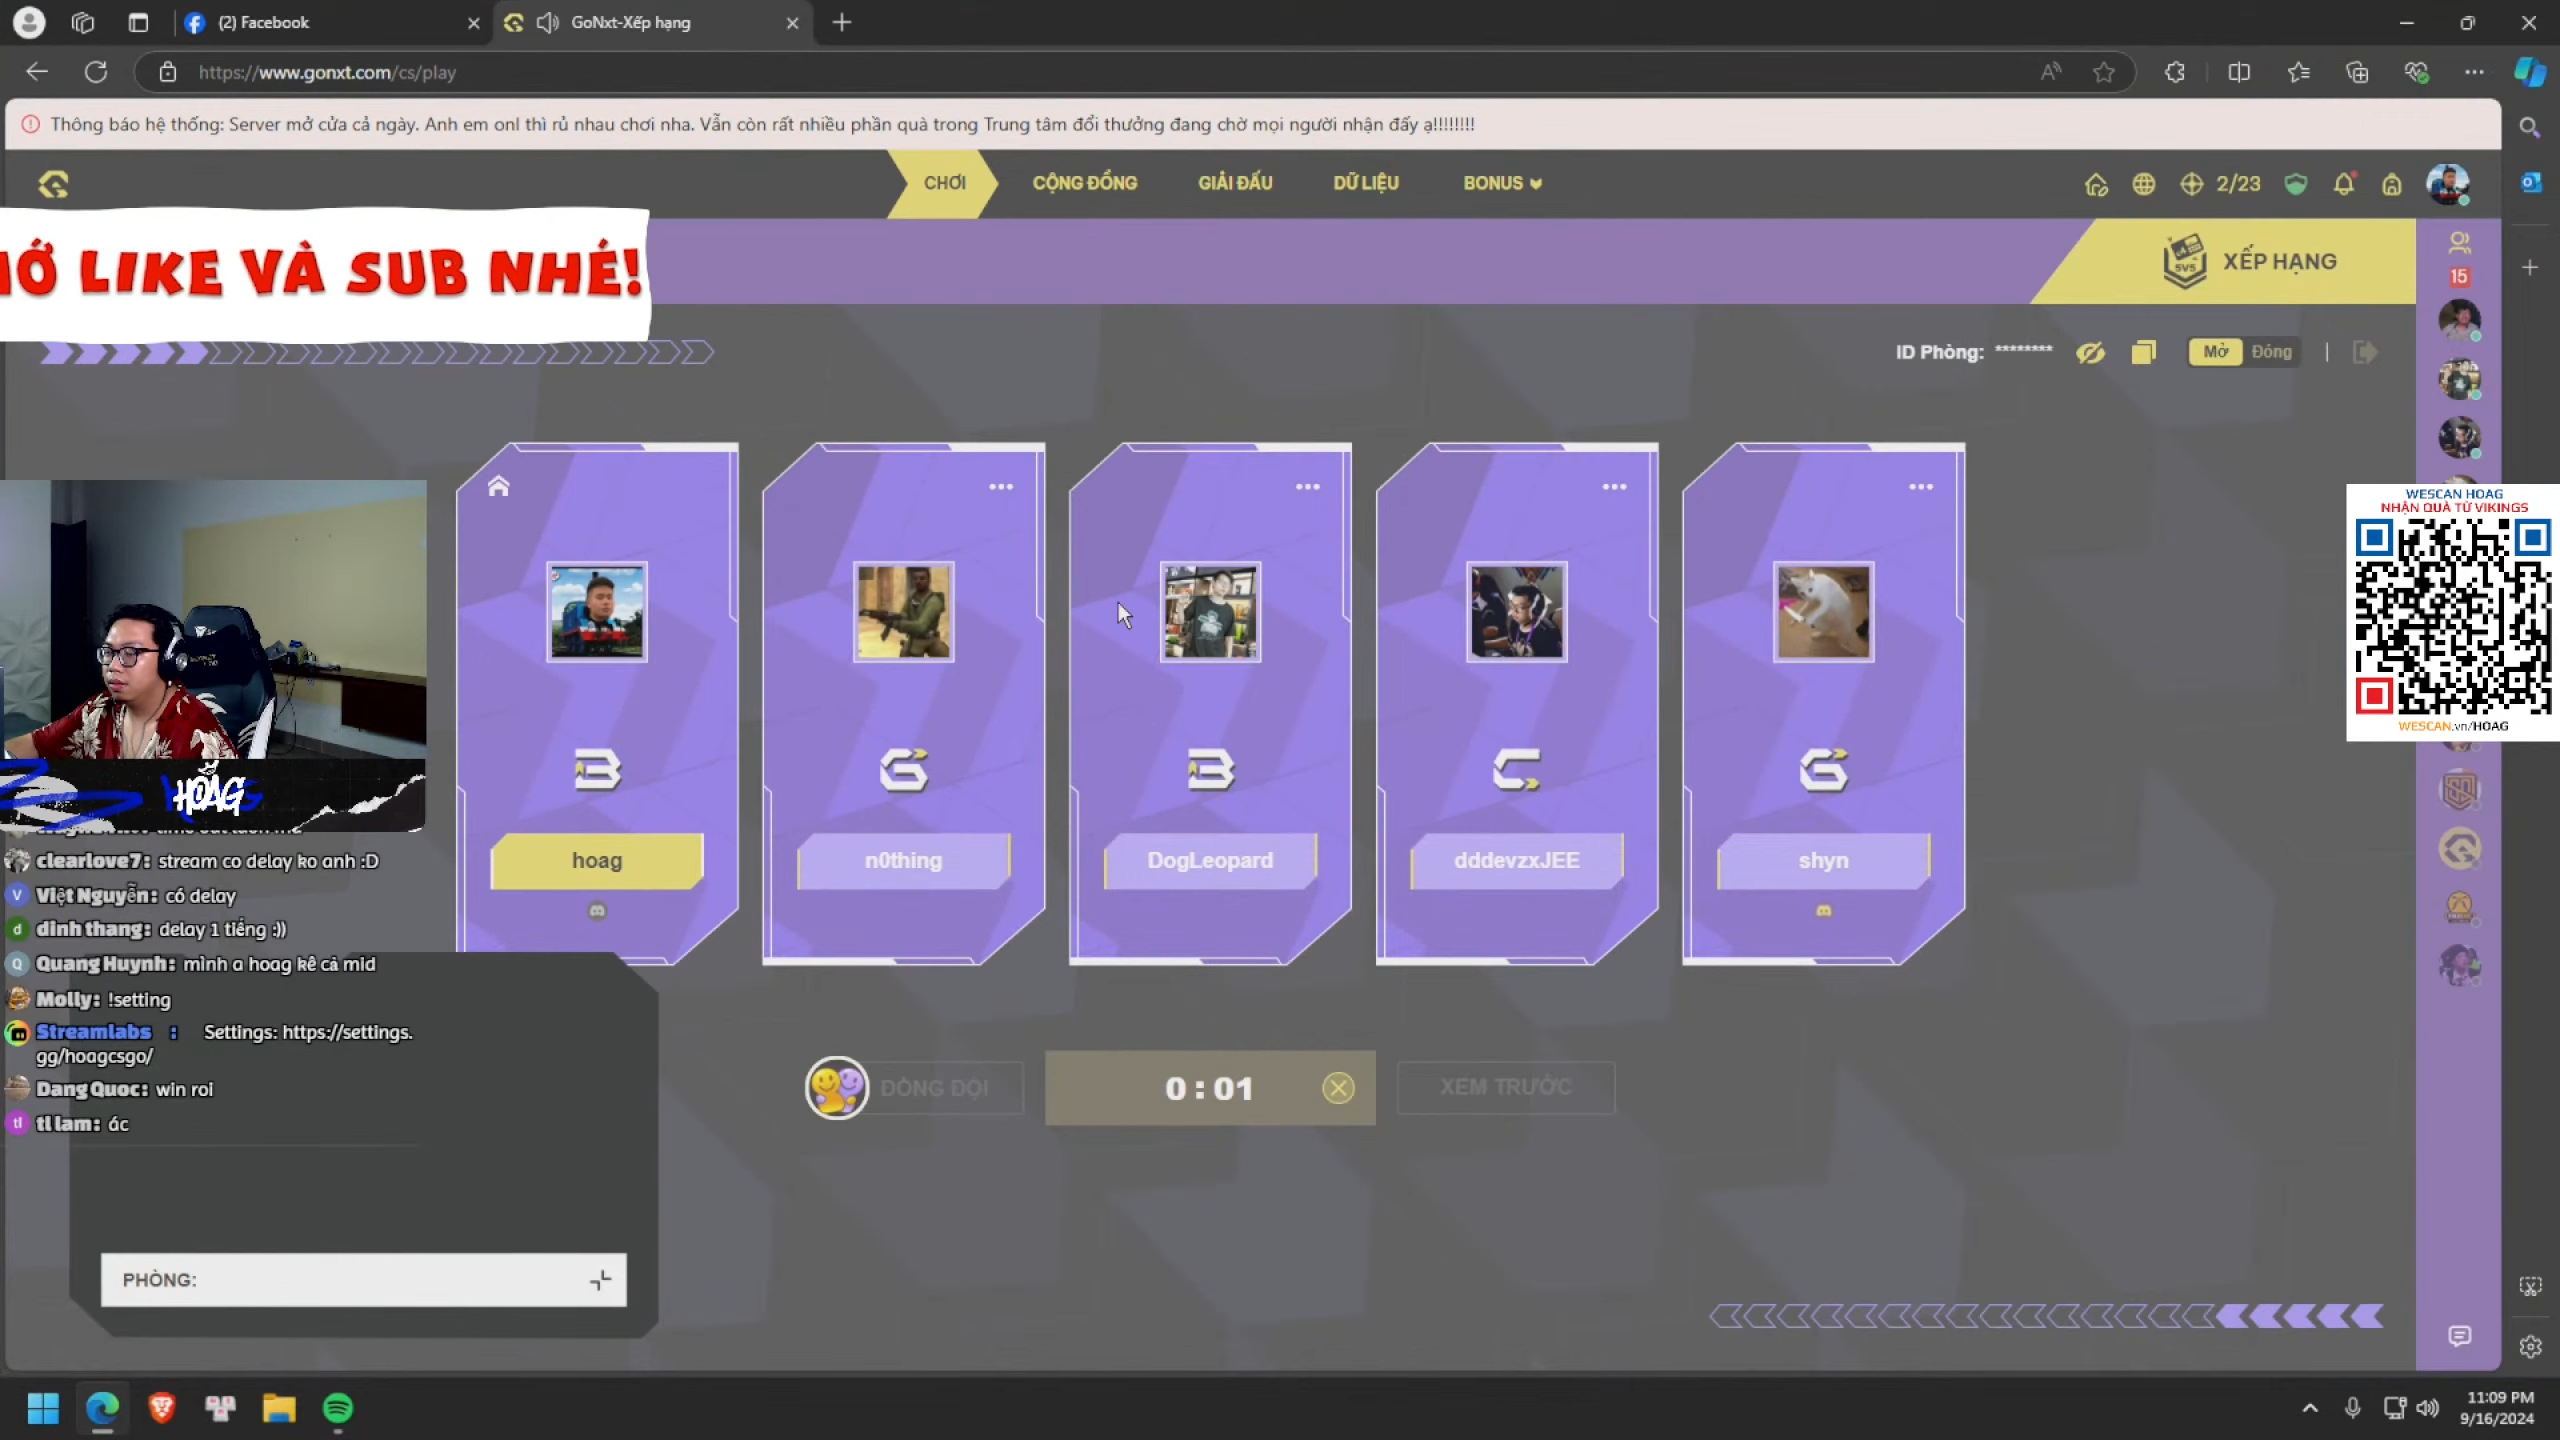 (2) Facebook
GoNxt-Xếp hạng
https://www.gonxt.com/cs/play
Thông báo hệ thống: Server mở cửa cả ngày. Anh em onl thì rủ nhau chơi nha. Vẫn còn rất nhiều phần quà trong Trung tâm đổi thưởng đang chờ mọi người nhận đấy ạ!!!!!!!!
CHƠI
CỘNG ĐỒNG
GIẢI ĐẤU
DỮ LIỆU
BONUS
2/23
LIKE VÀ SUB NHÉ!
5V5
XẾP HẠNG
15
ID Phòng: ********
Mở
Đóng
WESCAN HOAG
NHẬN QUÀ TỪ VIKINGS
WESCAN.vn/HOAG
hoag
n0thing
DogLeopard
dddevzxJEE
shyn
HOAG
clearlove7: stream co delay ko anh :D
Việt Nguyễn: có delay
dinh thang: delay 1 tiếng :))
Quang Huynh: mình a hoag kê cả mid
Molly: !setting
Streamlabs : Settings: https://settings.
gg/hoagcsgo/
Dang Quoc: win roi
tl lam: ác
ĐỒNG ĐỘI
0 : 01
XEM TRƯỚC
PHÒNG:
11:09 PM
9/16/2024